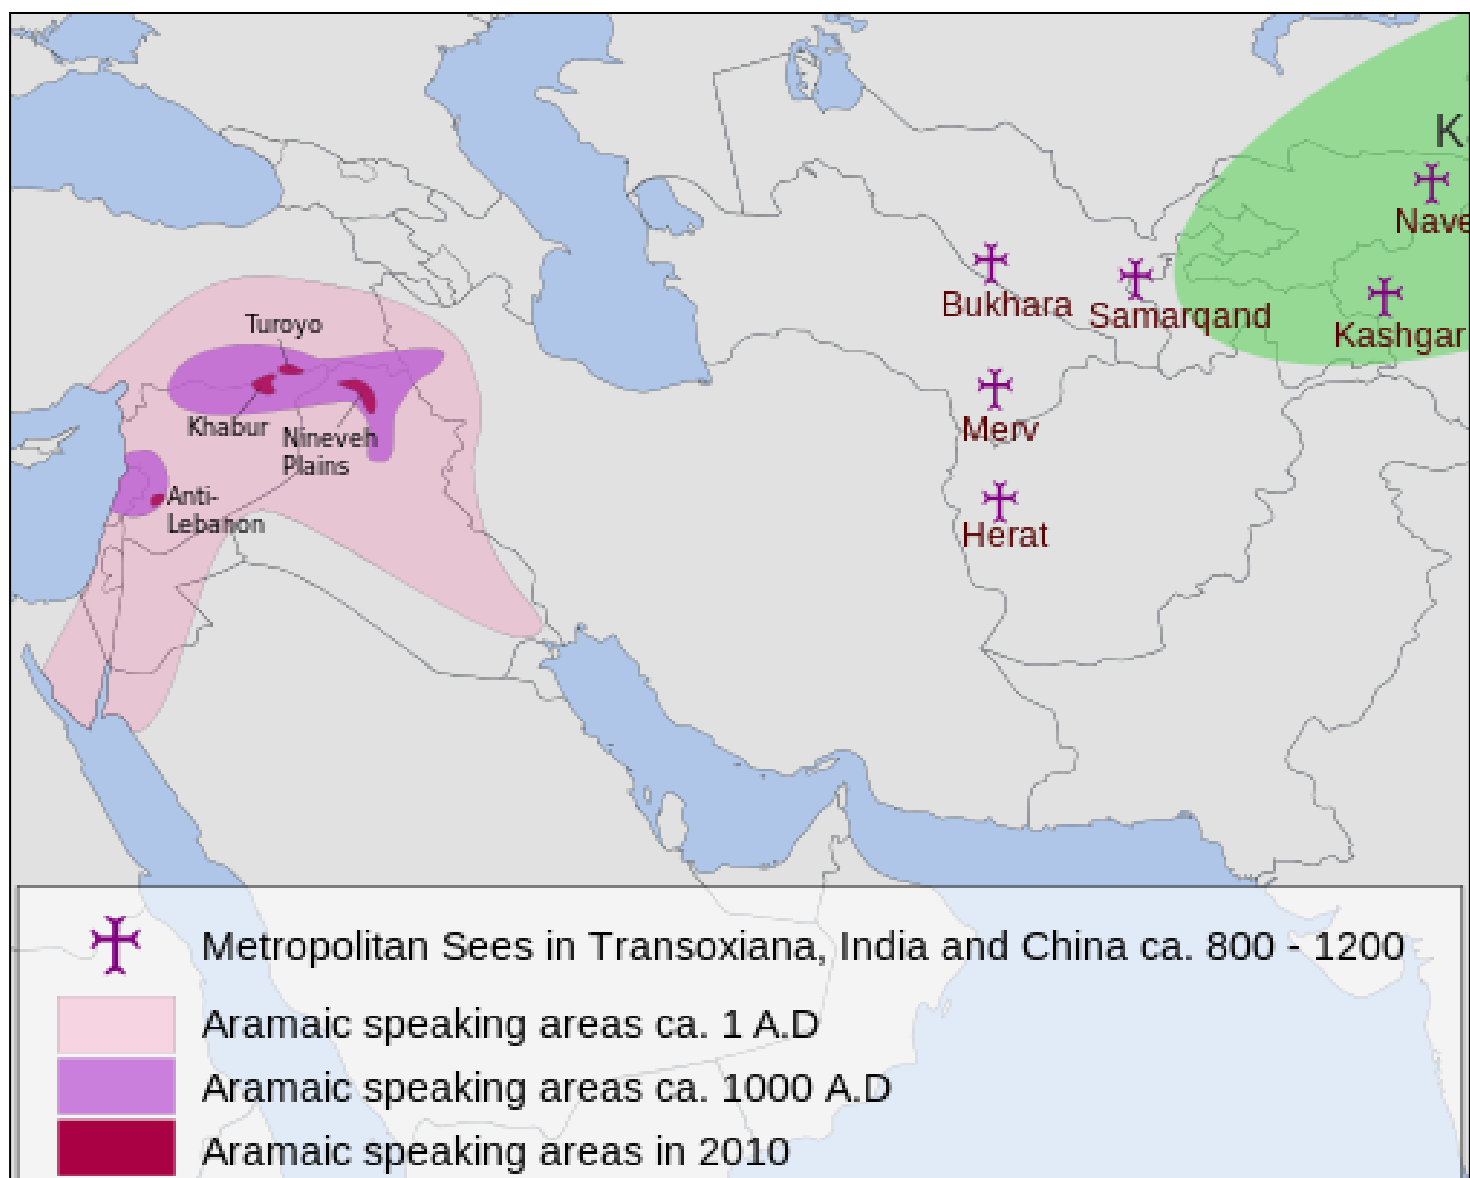 Nave
Bukhara
Samarqand
Kashgar
Turoyo
Merv
Khabur
Nineveh
Plains
Anti-
Lebanon
Herat
Metropolitan Sees in Transoxiana, India and China ca. 800 - 1200
Aramaic speaking areas ca. 1 A.D
Aramaic speaking areas ca. 1000 A.D
Aramaic speaking areas in 2010